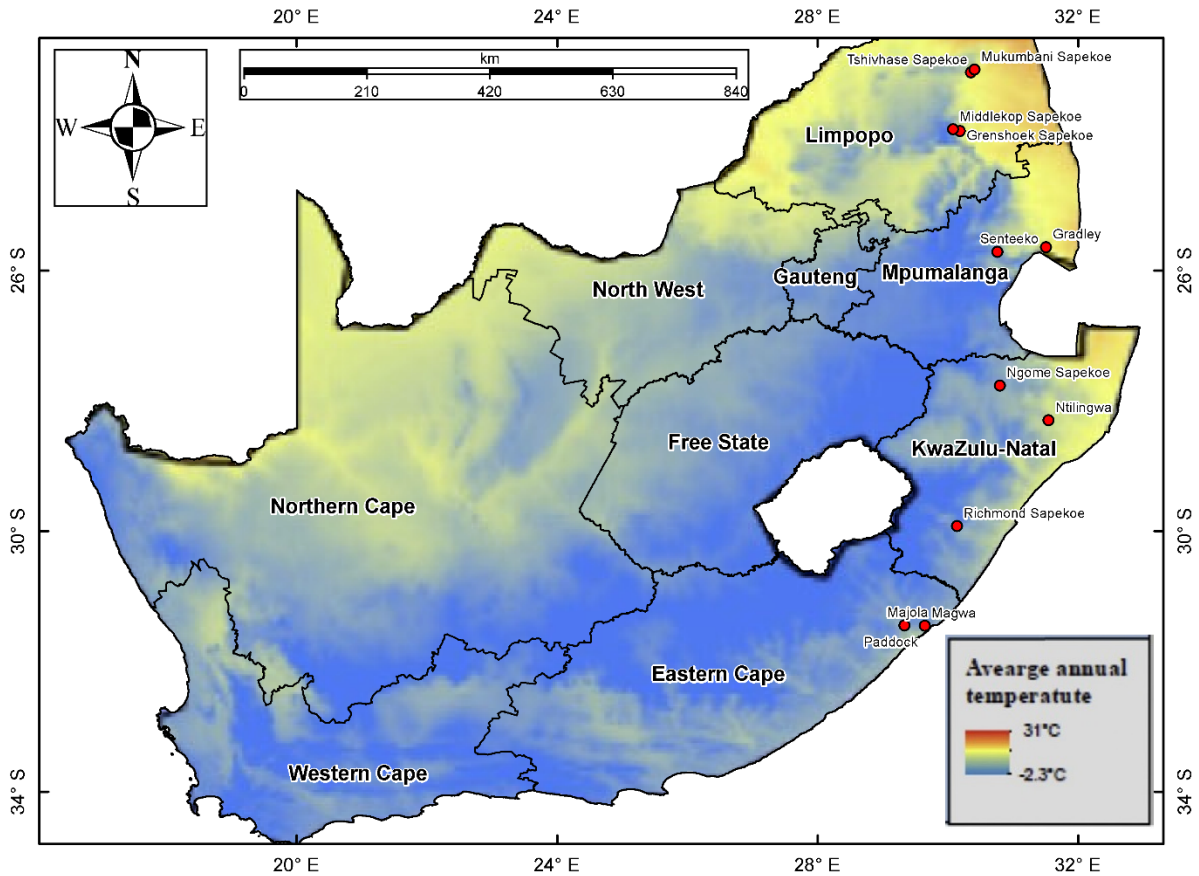 20° E 24° E 28° E 32° E
N
W E
S
km
0 210 420 630 840
Tshivhase Sapekoe Mukumbani Sapekoe
Middlekop Sapekoe
Limpopo
Grenshoek Sapekoe
Senteeko Gradley
26° S 26° S
Gauteng Mpumalanga
North West
Ngome Sapekoe
Ntilingwa
Free State
KwaZulu-Natal
Northern Cape
Richmond Sapekoe
30° S 30° S
Majola Magwa
Paddock
Eastern Cape
Avearge annual
temperatute
31°C
-2.3°C
Western Cape
34° S 34° S
20° E 24° E 28° E 32° E